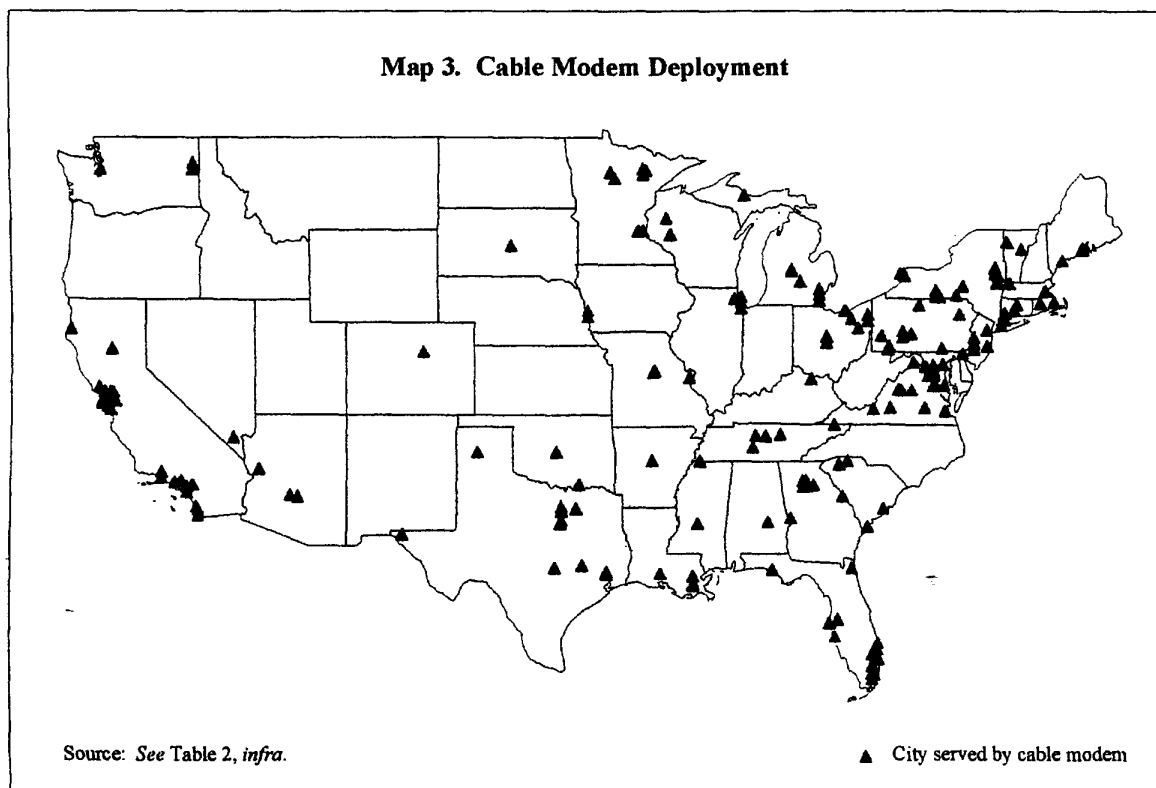 Map 3. Cable Modem Deployment
Source: See Table 2, infra.
▲ City served by cable modem